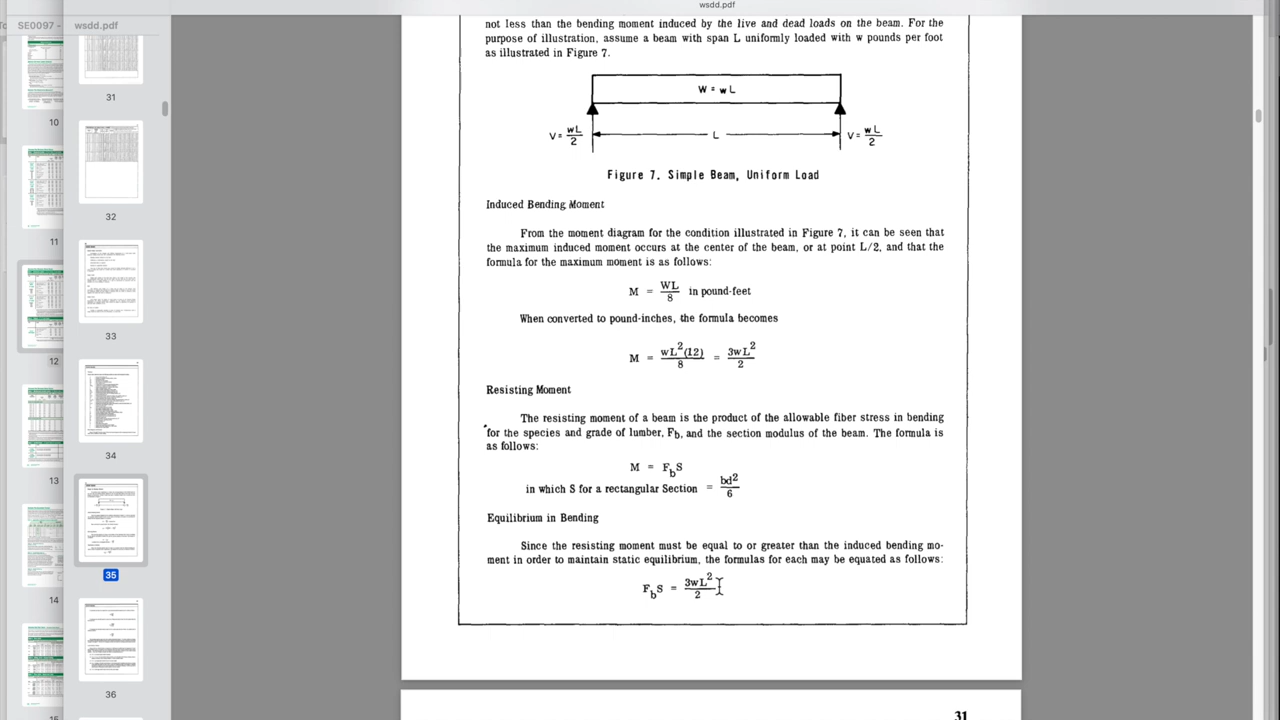 wsdd.pdf
SE0097 -
wsdd.pdf
31
10
32
11
33
12
34
13
35
14
36
not less than the bending moment induced by the live and dead loads on the beam. For the
purpose of illustration, assume a beam with span L uniformly loaded with w pounds per foot
as illustrated in Figure 7.
W = wL
V = wL/2
L
V = wL/2
Figure 7. Simple Beam, Uniform Load
Induced Bending Moment
From the moment diagram for the condition illustrated in Figure 7, it can be seen that
the maximum induced moment occurs at the center of the beam, or at point L/2, and that the
formula for the maximum moment is as follows:
M = WL/8 in pound-feet
When converted to pound-inches, the formula becomes
M = wL²(12)/8 = 3wL²/2
Resisting Moment
The resisting moment of a beam is the product of the allowable fiber stress in bending
for the species and grade of lumber, Fb, and the section modulus of the beam. The formula is
as follows:
M = FbS
in which S for a rectangular Section = bd²/6
Equilibrium in Bending
Since the resisting moment must be equal to or greater than the induced bending mo-
ment in order to maintain static equilibrium, the formulas for each may be equated as follows:
FbS = 3wL²/2
31